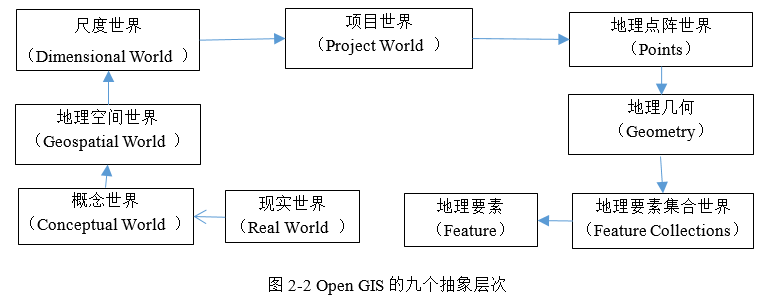 尺度世界
（Dimensional World ）
项目世界
（Project World ）
地理点阵世界
（Points）
地理空间世界
（Geospatial World ）
地理几何
（Geometry）
概念世界
（Conceptual World ）
现实世界
（Real World ）
地理要素
（Feature）
地理要素集合世界
（Feature Collections）
图 2-2 Open GIS 的九个抽象层次